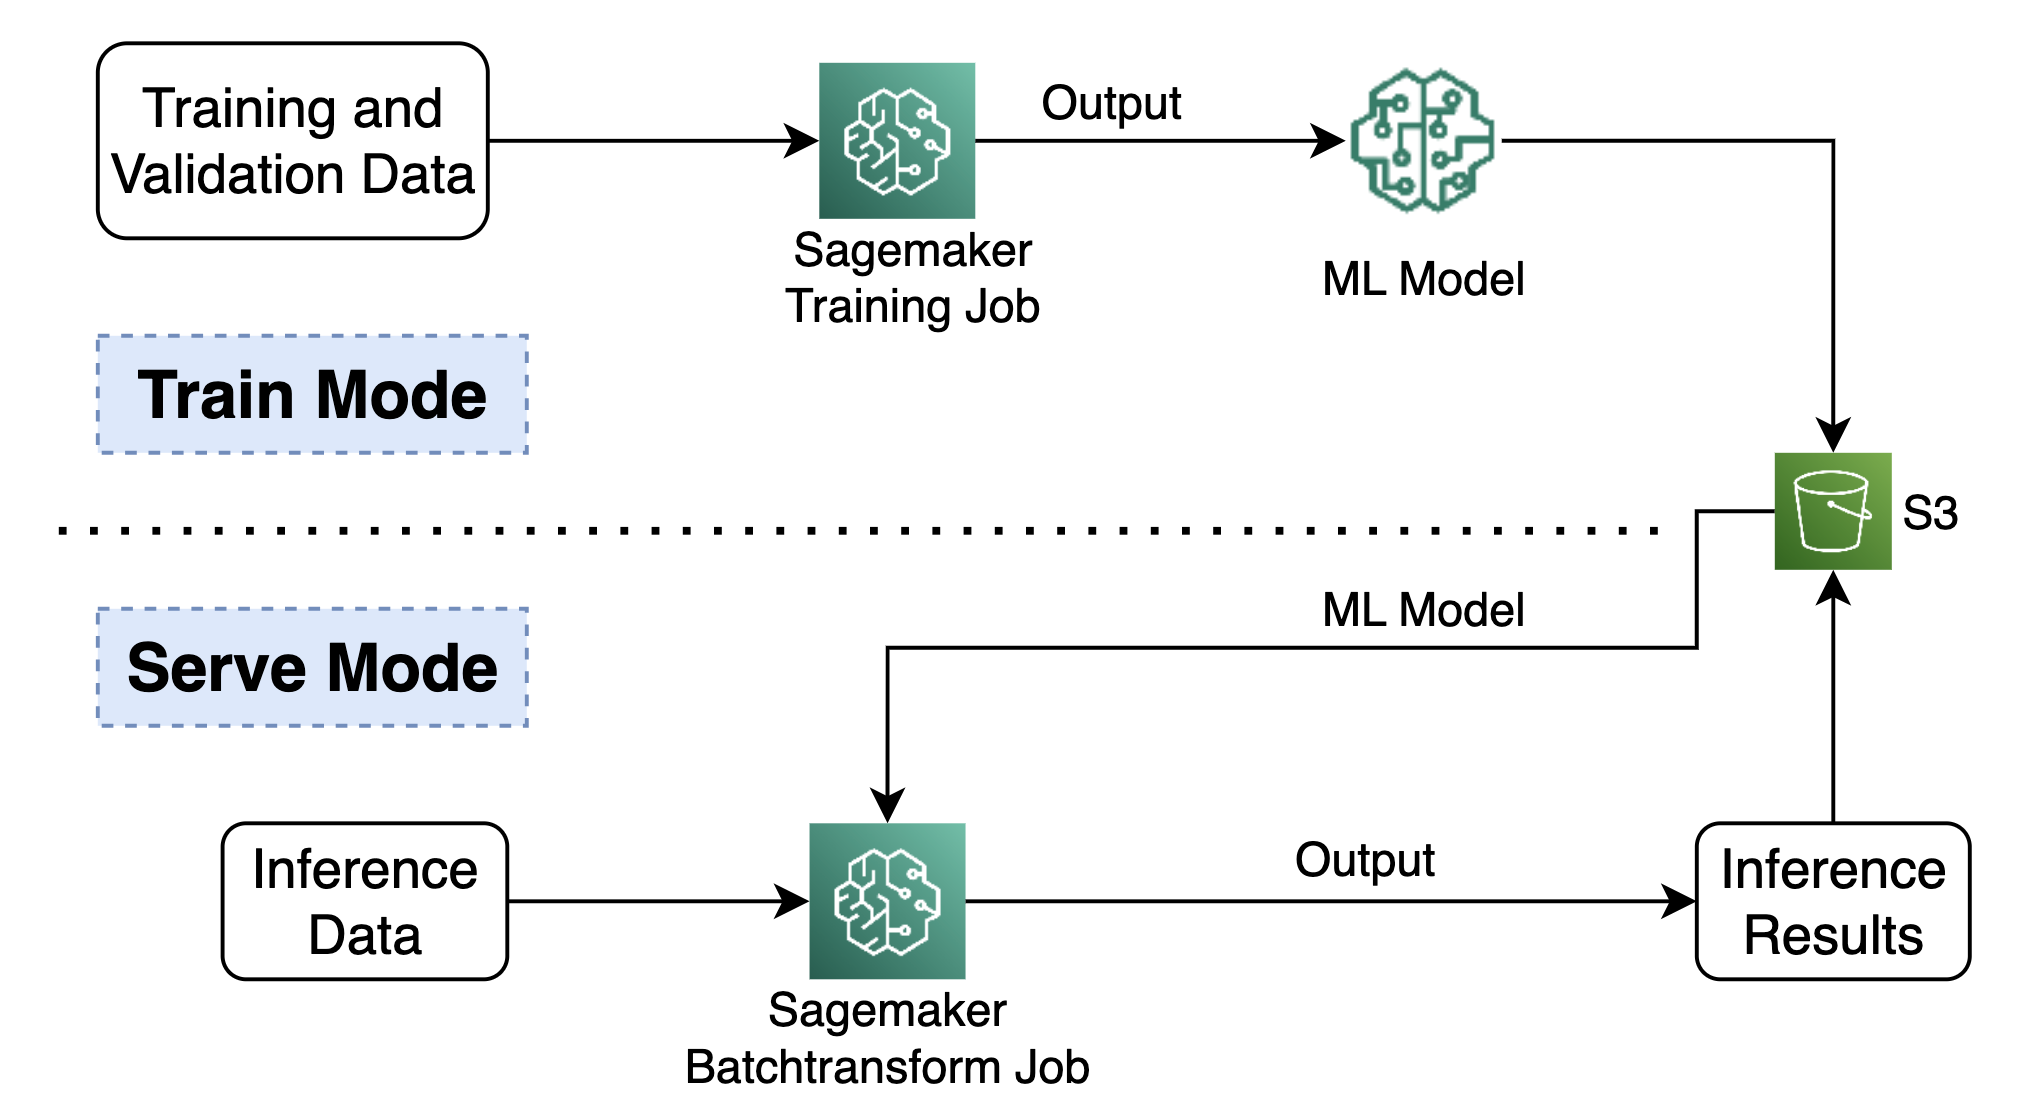 Training and
Validation Data
Output
Sagemaker
Training Job
ML Model
Train Mode
S3
ML Model
Serve Mode
Inference
Data
Output
Inference
Results
Sagemaker
Batchtransform Job